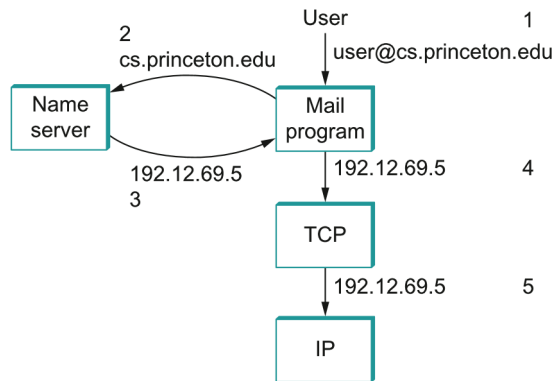 User
1
2
user@cs.princeton.edu
cs.princeton.edu
Name
server
Mail
program
192.12.69.5
3
192.12.69.5
4
TCP
192.12.69.5
5
IP